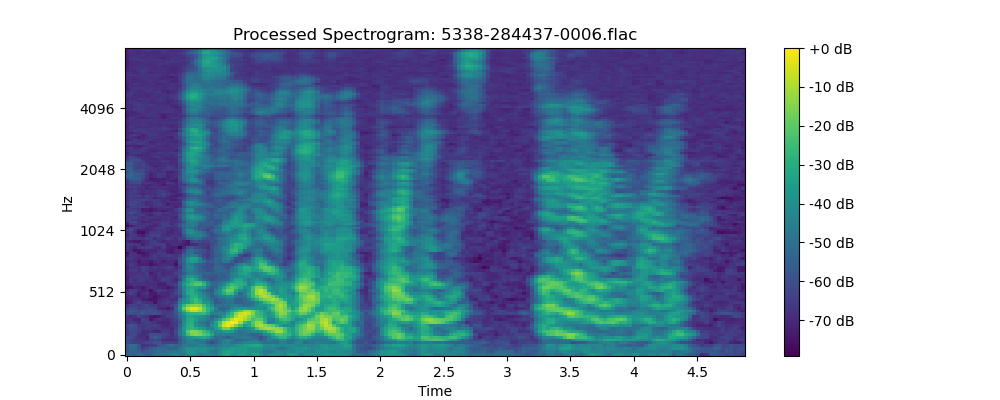 Processed Spectrogram: 5338-284437-0006.flac
Hz
4096
2048
1024
512
0
0
0.5
1
1.5
2
2.5
3
3.5
4
4.5
Time
+0 dB
-10 dB
-20 dB
-30 dB
-40 dB
-50 dB
-60 dB
-70 dB